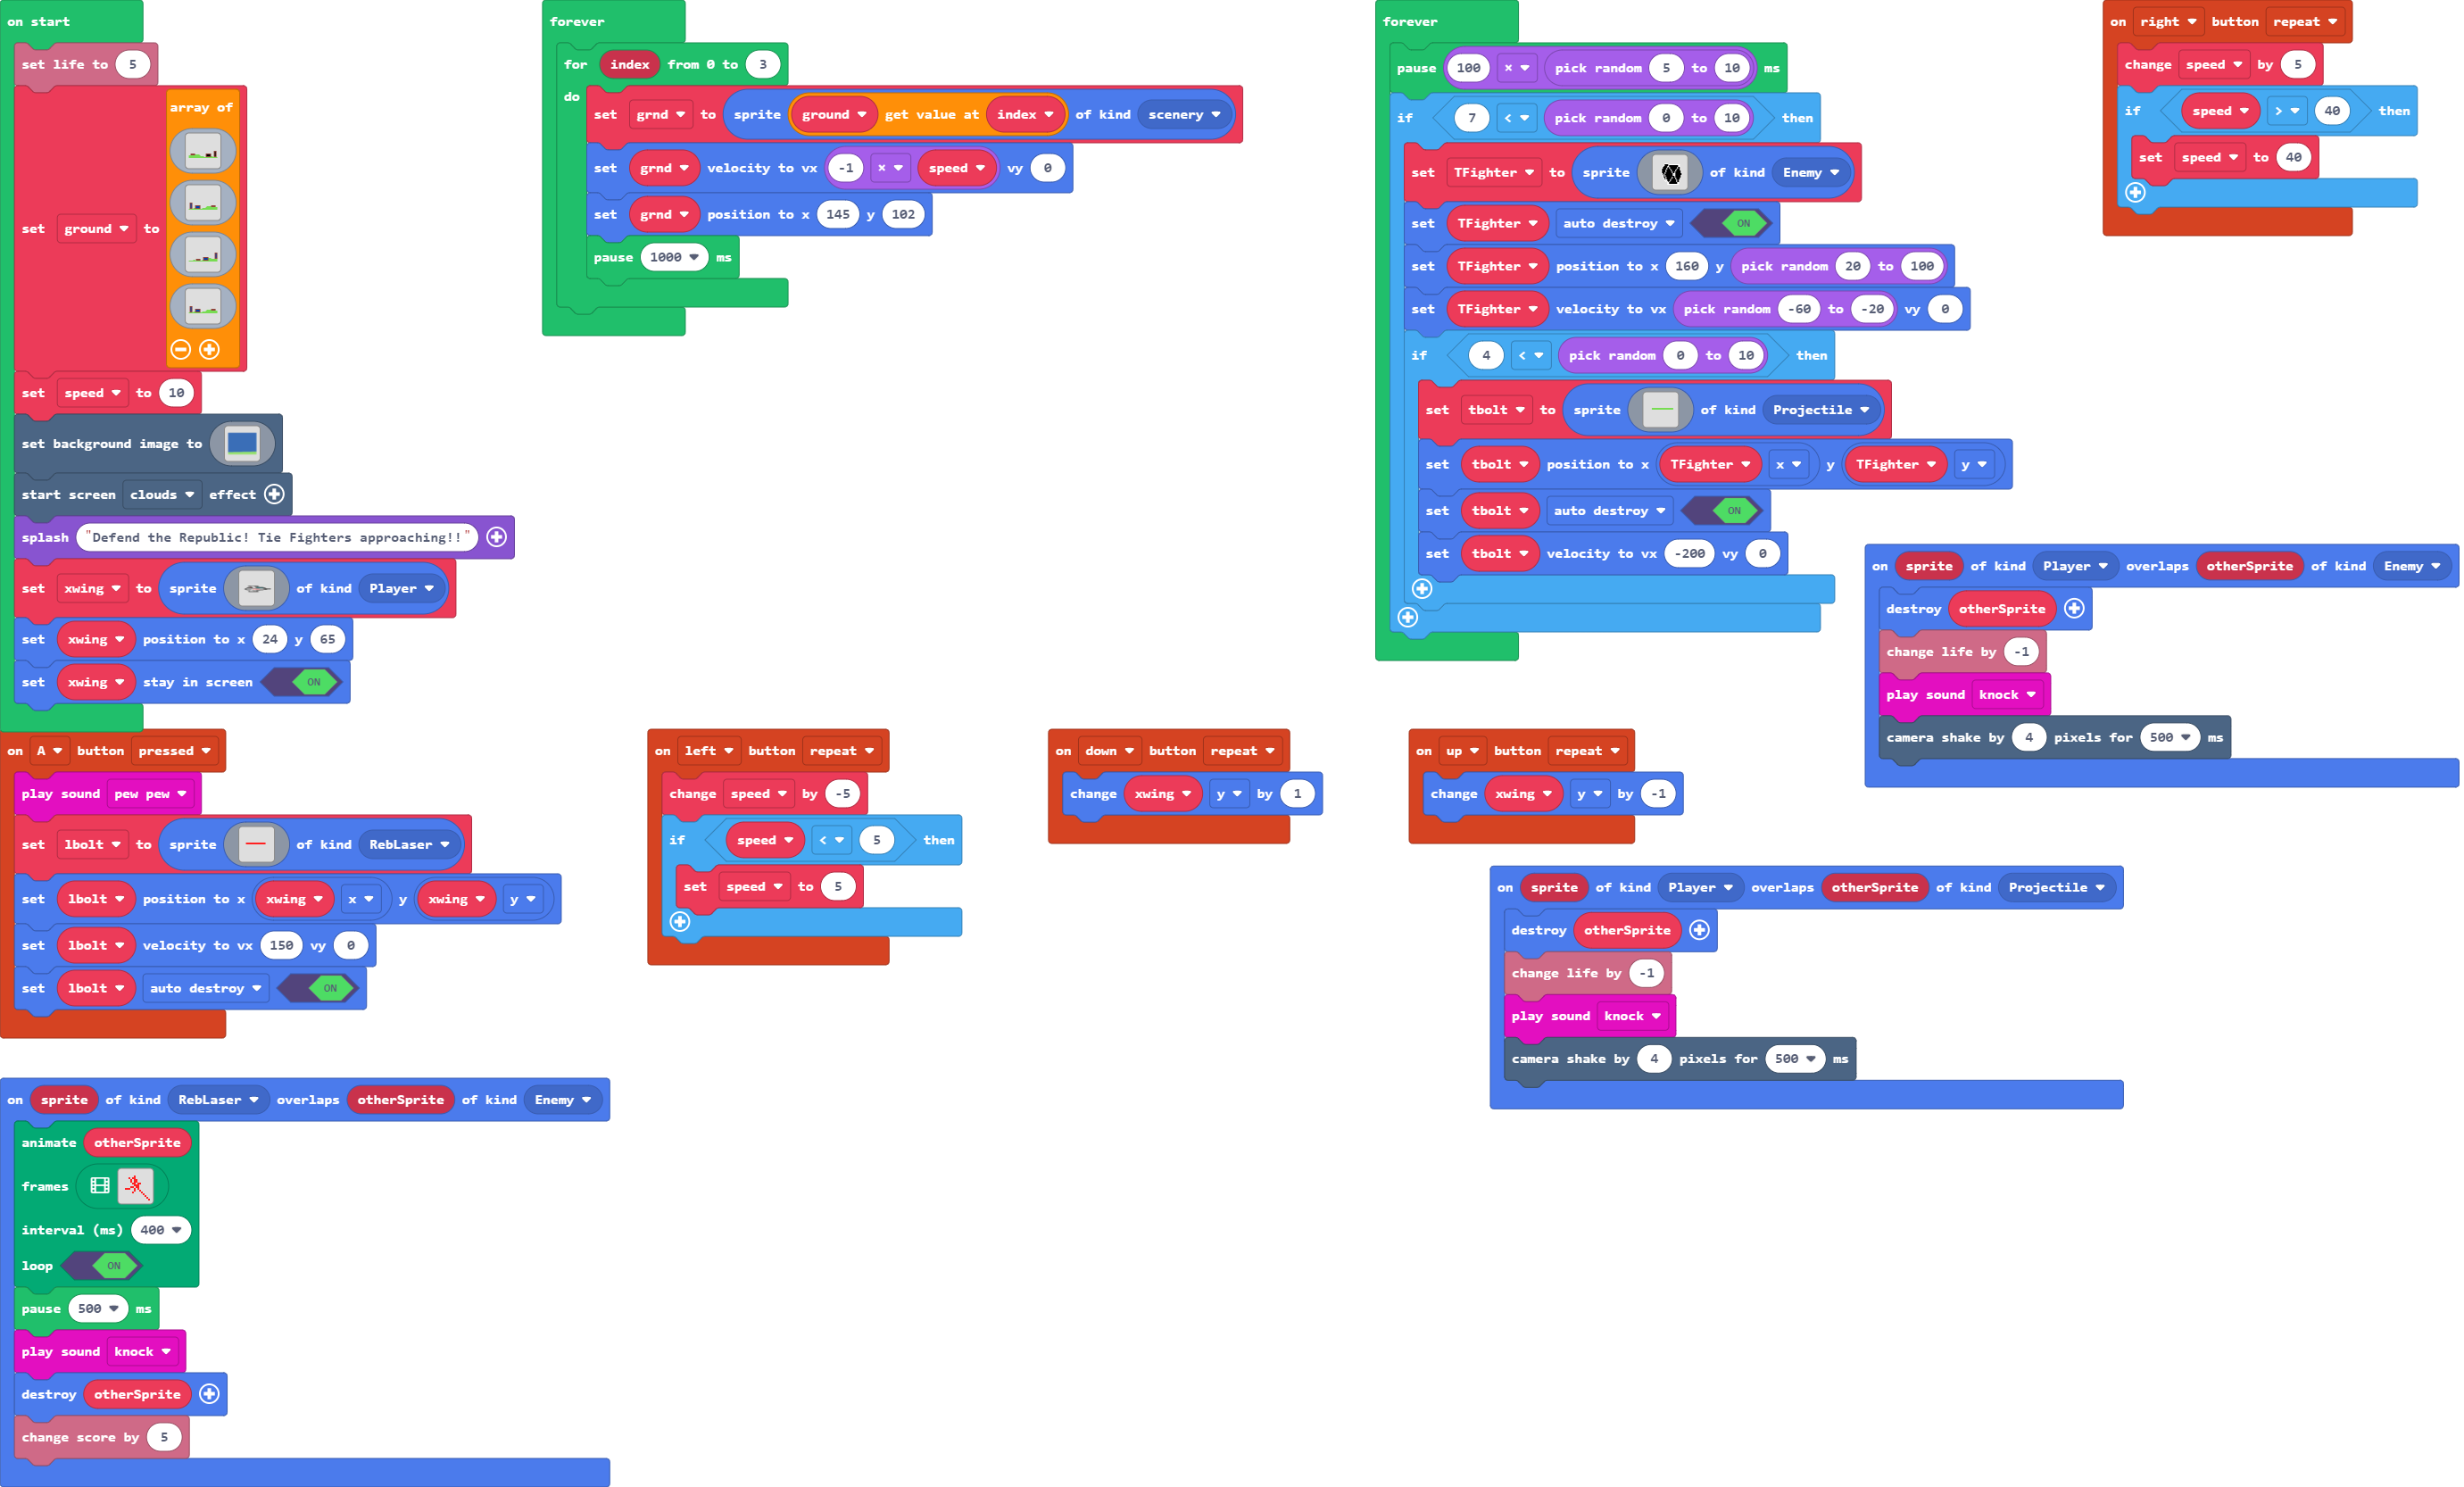 on start
set life to 5
set ground to array of
set speed to 10
set background image to
start screen clouds effect
splash "Defend the Republic! Tie Fighters approaching!!"
set xwing to sprite of kind Player
set xwing position to x 24 y 65
set xwing stay in screen ON
forever
for index from 0 to 3
do
set grnd to sprite ground get value at index of kind scenery
set grnd velocity to vx -1 × speed vy 0
set grnd position to x 145 y 102
pause 1000 ms
forever
pause 100 × pick random 5 to 10 ms
if 7 < pick random 0 to 10 then
set TFighter to sprite of kind Enemy
set TFighter auto destroy ON
set TFighter position to x 160 y pick random 20 to 100
set TFighter velocity to vx pick random -60 to -20 vy 0
if 4 < pick random 0 to 10 then
set tbolt to sprite of kind Projectile
set tbolt position to x TFighter x y TFighter y
set tbolt auto destroy ON
set tbolt velocity to vx -200 vy 0
on right button repeat
change speed by 5
if speed > 40 then
set speed to 40
on sprite of kind Player overlaps otherSprite of kind Enemy
destroy otherSprite
change life by -1
play sound knock
camera shake by 4 pixels for 500 ms
on A button pressed
play sound pew pew
set lbolt to sprite of kind RebLaser
set lbolt position to x xwing x y xwing y
set lbolt velocity to vx 150 vy 0
set lbolt auto destroy ON
on left button repeat
change speed by -5
if speed < 5 then
set speed to 5
on down button repeat
change xwing y by 1
on up button repeat
change xwing y by -1
on sprite of kind Player overlaps otherSprite of kind Projectile
destroy otherSprite
change life by -1
play sound knock
camera shake by 4 pixels for 500 ms
on sprite of kind RebLaser overlaps otherSprite of kind Enemy
animate otherSprite
frames
interval (ms) 400
loop ON
pause 500 ms
play sound knock
destroy otherSprite
change score by 5